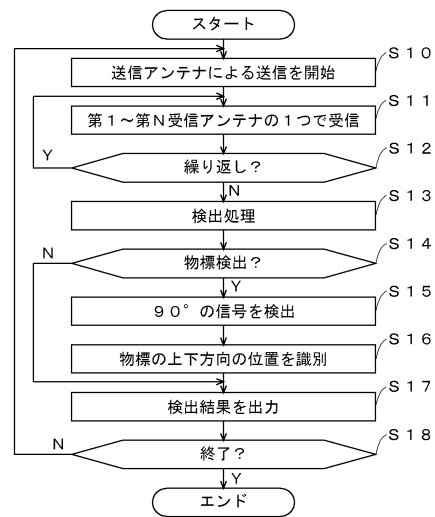 スタート
送信アンテナによる送信を開始
S10
第1～第N受信アンテナの1つで受信
S11
繰り返し?
S12
Y
N
検出処理
S13
物標検出?
S14
N
Y
90°の信号を検出
S15
物標の上下方向の位置を識別
S16
検出結果を出力
S17
終了?
S18
N
Y
エンド